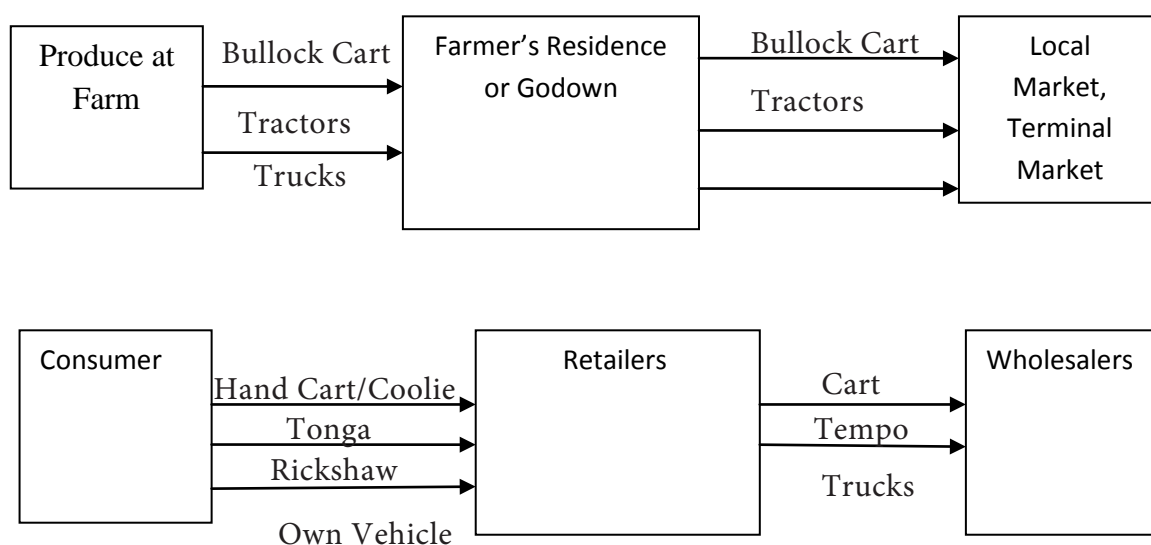 Produce at
Farm
Bullock Cart
Tractors
Trucks
Farmer’s Residence
or Godown
Bullock Cart
Tractors
Local
Market,
Terminal
Market
Consumer
Hand Cart/Coolie
Tonga
Rickshaw
Own Vehicle
Retailers
Cart
Tempo
Trucks
Wholesalers